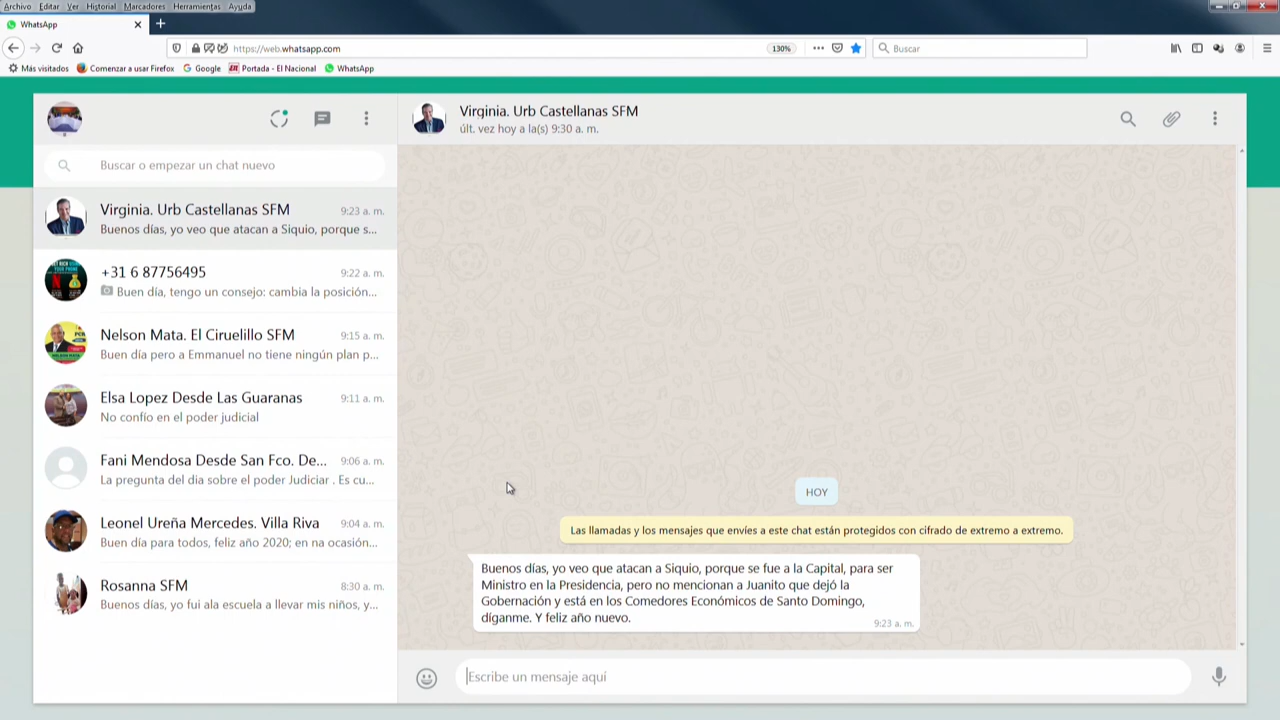 Archivo Editar Ver Historial Marcadores Herramientas Ayuda
WhatsApp
https://web.whatsapp.com
130%
Buscar
Más visitados Comenzar a usar Firefox Google Portada - El Nacional WhatsApp
Virginia. Urb Castellanas SFM
últ. vez hoy a la(s) 9:30 a. m.
Buscar o empezar un chat nuevo
Virginia. Urb Castellanas SFM 9:23 a. m.
Buenos días, yo veo que atacan a Siquio, porque s...
+31 6 87756495 9:22 a. m.
Buen día, tengo un consejo: cambia la posición...
Nelson Mata. El Ciruelillo SFM 9:15 a. m.
Buen día pero a Emmanuel no tiene ningún plan p...
Elsa Lopez Desde Las Guaranas 9:11 a. m.
No confío en el poder judicial
Fani Mendosa Desde San Fco. De... 9:06 a. m.
La pregunta del dia sobre el poder Judiciar . Es cu...
Leonel Ureña Mercedes. Villa Riva 9:04 a. m.
Buen día para todos, feliz año 2020; en na ocasión...
Rosanna SFM 8:30 a. m.
Buenos días, yo fui ala escuela a llevar mis niños, y...
HOY
Las llamadas y los mensajes que envíes a este chat están protegidos con cifrado de extremo a extremo.
Buenos días, yo veo que atacan a Siquio, porque se fue a la Capital, para ser
Ministro en la Presidencia, pero no mencionan a Juanito que dejó la
Gobernación y está en los Comedores Económicos de Santo Domingo,
díganme. Y feliz año nuevo.
9:23 a. m.
Escribe un mensaje aquí